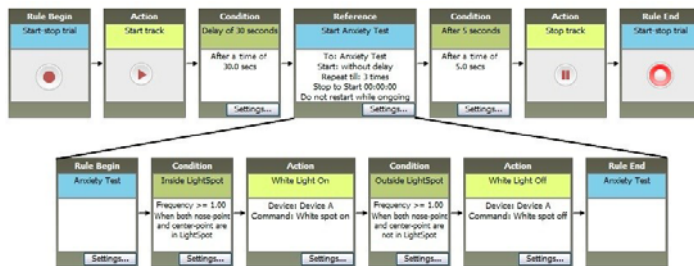 Rule Begin
Start-stop trial
Action
Start track
Condition
Delay of 30 seconds
After a time of
30.0 secs
Settings...
Reference
Start Anxiety Test
To: Anxiety Test
Start: without delay
Repeat till: 3 times
Stop to Start 00:00:00
Do not restart while ongoing
Settings...
Condition
After 5 seconds
After a time of
5.0 secs
Settings...
Action
Stop track
Rule End
Start-stop trial
Rule Begin
Anxiety Test
Settings...
Condition
Inside LightSpot
Frequency >= 1.00
When both nose-point
and center-point are
in LightSpot
Settings...
Action
White Light On
Device: Device A
Command: White spot on
Settings...
Condition
Outside LightSpot
Frequency >= 1.00
When both nose-point
and center-point are
not in LightSpot
Settings...
Action
White Light Off
Device: Device A
Command: White spot off
Settings...
Rule End
Anxiety Test